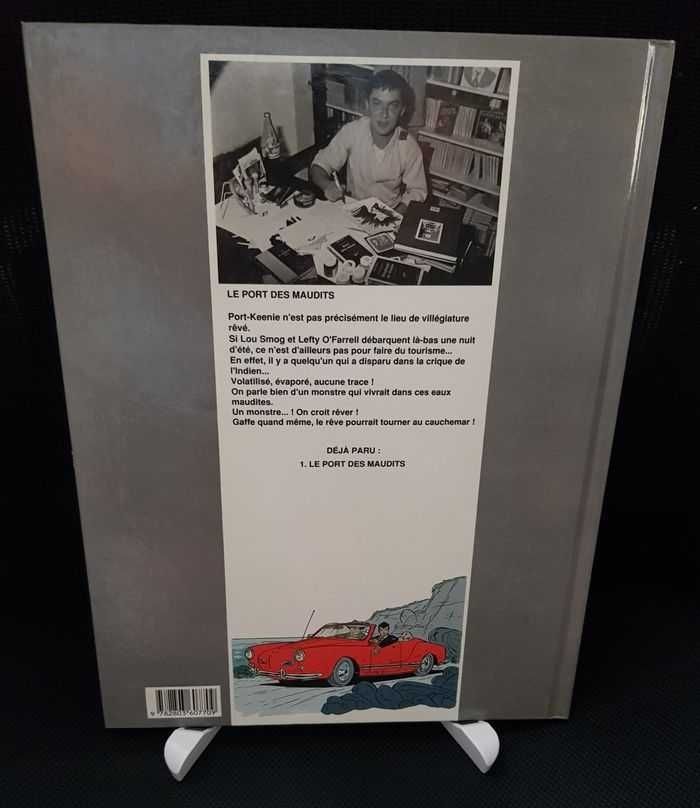 LE PORT DES MAUDITS
Port-Keenie n'est pas précisément le lieu de villégiature
rêvé.
Si Lou Smog et Lefty O'Farrell débarquent là-bas une nuit
d'été, ce n'est d'ailleurs pas pour faire du tourisme...
En effet, il y a quelqu'un qui a disparu dans la crique de
l'Indien...
Volatilisé, évaporé, aucune trace !
On parle bien d'un monstre qui vivrait dans ces eaux
maudites.
Un monstre... ! On croit rêver !
Gaffe quand même, le rêve pourrait tourner au cauchemar !
DÉJÀ PARU :
1. LE PORT DES MAUDITS
9 782803 607709